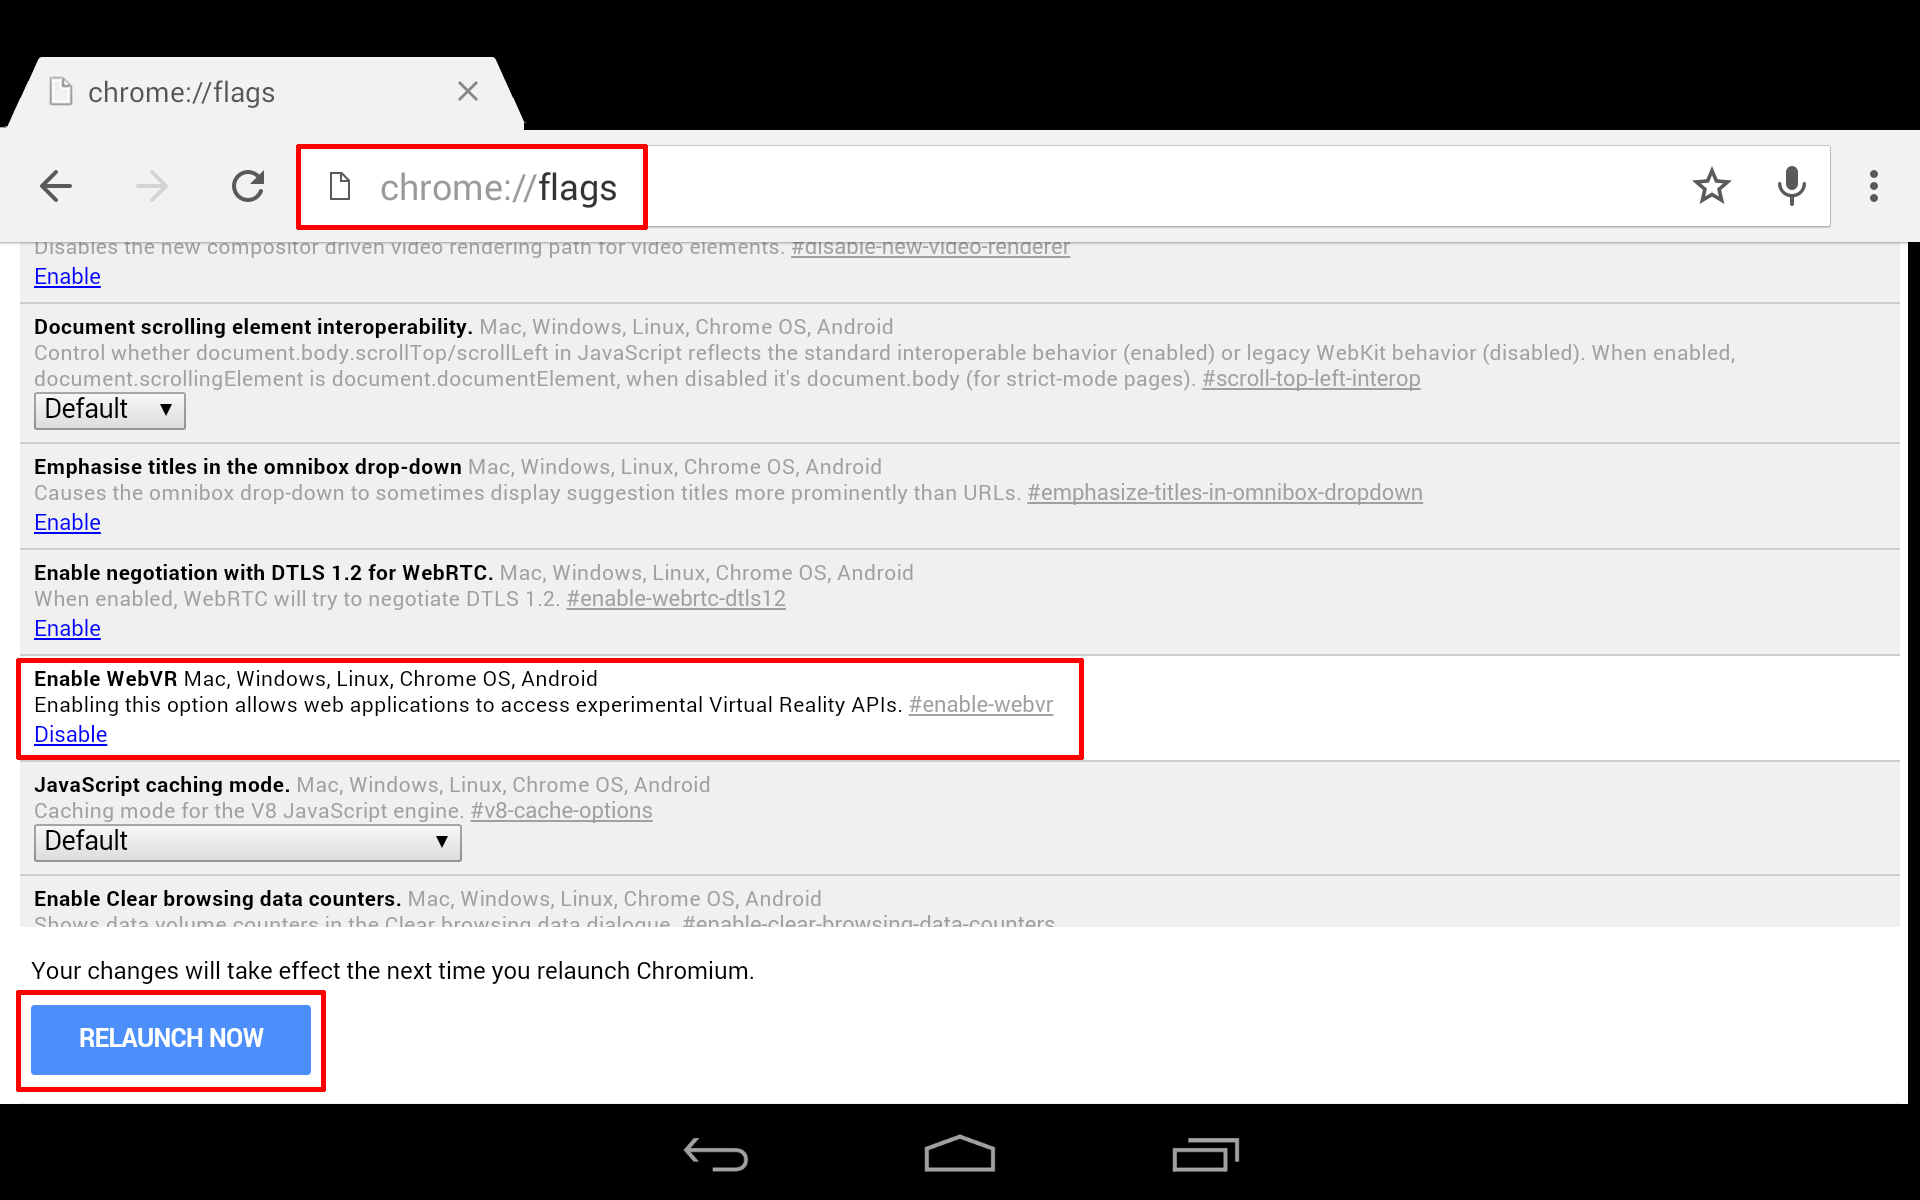 chrome://flags
chrome://flags
Disables the new compositor driven video rendering path for video elements. #disable-new-video-renderer
Enable
Document scrolling element interoperability. Mac, Windows, Linux, Chrome OS, Android
Control whether document.body.scrollTop/scrollLeft in JavaScript reflects the standard interoperable behavior (enabled) or legacy WebKit behavior (disabled). When enabled,
document.scrollingElement is document.documentElement, when disabled it's document.body (for strict-mode pages). #scroll-top-left-interop
Default
Emphasise titles in the omnibox drop-down Mac, Windows, Linux, Chrome OS, Android
Causes the omnibox drop-down to sometimes display suggestion titles more prominently than URLs. #emphasize-titles-in-omnibox-dropdown
Enable
Enable negotiation with DTLS 1.2 for WebRTC. Mac, Windows, Linux, Chrome OS, Android
When enabled, WebRTC will try to negotiate DTLS 1.2. #enable-webrtc-dtls12
Enable
Enable WebVR Mac, Windows, Linux, Chrome OS, Android
Enabling this option allows web applications to access experimental Virtual Reality APIs. #enable-webvr
Disable
JavaScript caching mode. Mac, Windows, Linux, Chrome OS, Android
Caching mode for the V8 JavaScript engine. #v8-cache-options
Default
Enable Clear browsing data counters. Mac, Windows, Linux, Chrome OS, Android
Shows data volume counters in the Clear browsing data dialogue. #enable-clear-browsing-data-counters
Your changes will take effect the next time you relaunch Chromium.
RELAUNCH NOW